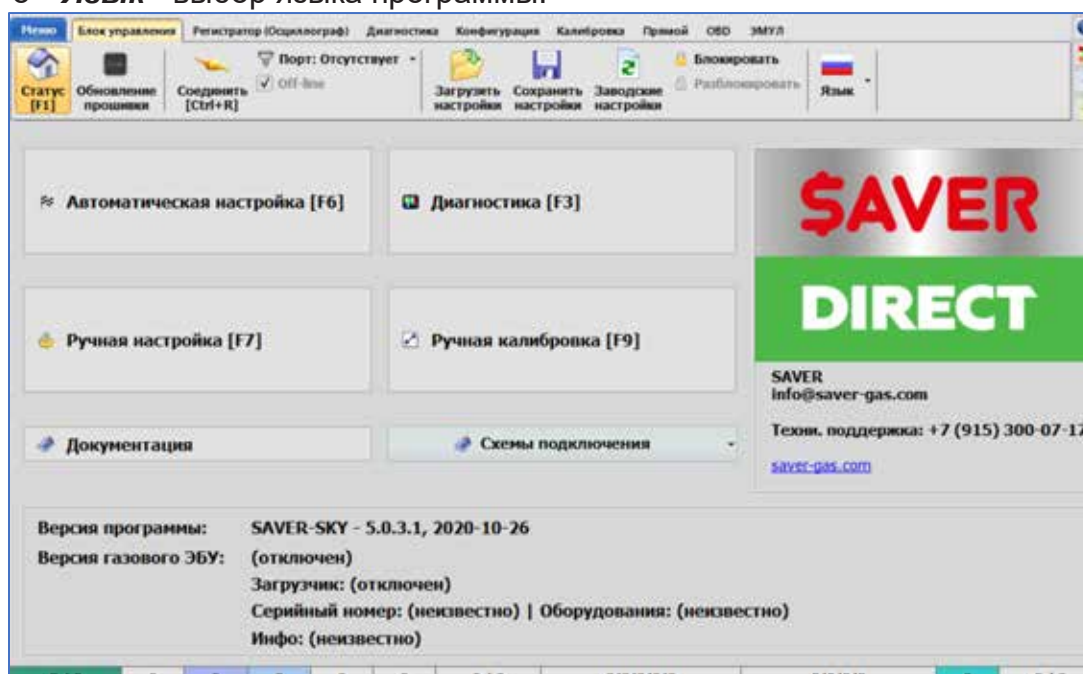 Язык - выбор языка программы.
Меню Блок управления Регистратор (Осциллограф) Диагностика Конфигурация Калибровка Прямой OBD ЭМУЛ
Статус [F1]
Обновление прошивки
Соединить [Ctrl+R]
Порт: Отсутствует
Off-line
Загрузить настройки
Сохранить настройки
Заводские настройки
Блокировать
Разблокировать
Язык
Автоматическая настройка [F6]
Диагностика [F3]
Ручная настройка [F7]
Ручная калибровка [F9]
Документация
Схемы подключения
$AVER
DIRECT
SAVER
info@saver-gas.com
Техни. поддержка: +7 (915) 300-07-17
saver-gas.com
Версия программы: SAVER-SKY - 5.0.3.1, 2020-10-26
Версия газового ЭБУ: (отключен)
Загрузчик: (отключен)
Серийный номер: (неизвестно) | Оборудования: (неизвестно)
Инфо: (неизвестно)